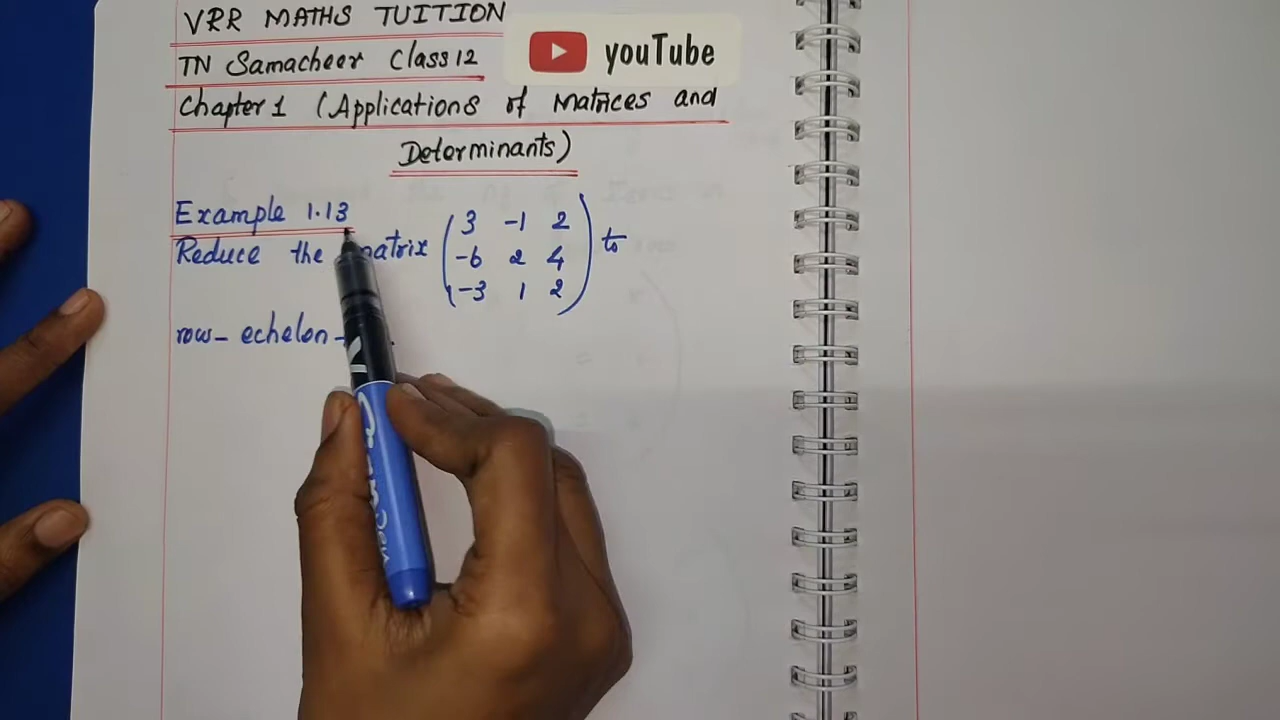 VRR MATHS TUITION
youTube
TN Samacheer Class 12
Chapter 1 (Applications of Matrices and
Determinants)
Example 1.13
Reduce the matrix (3 -1 2
-6 2 4
-3 1 2) to
row-echelon-